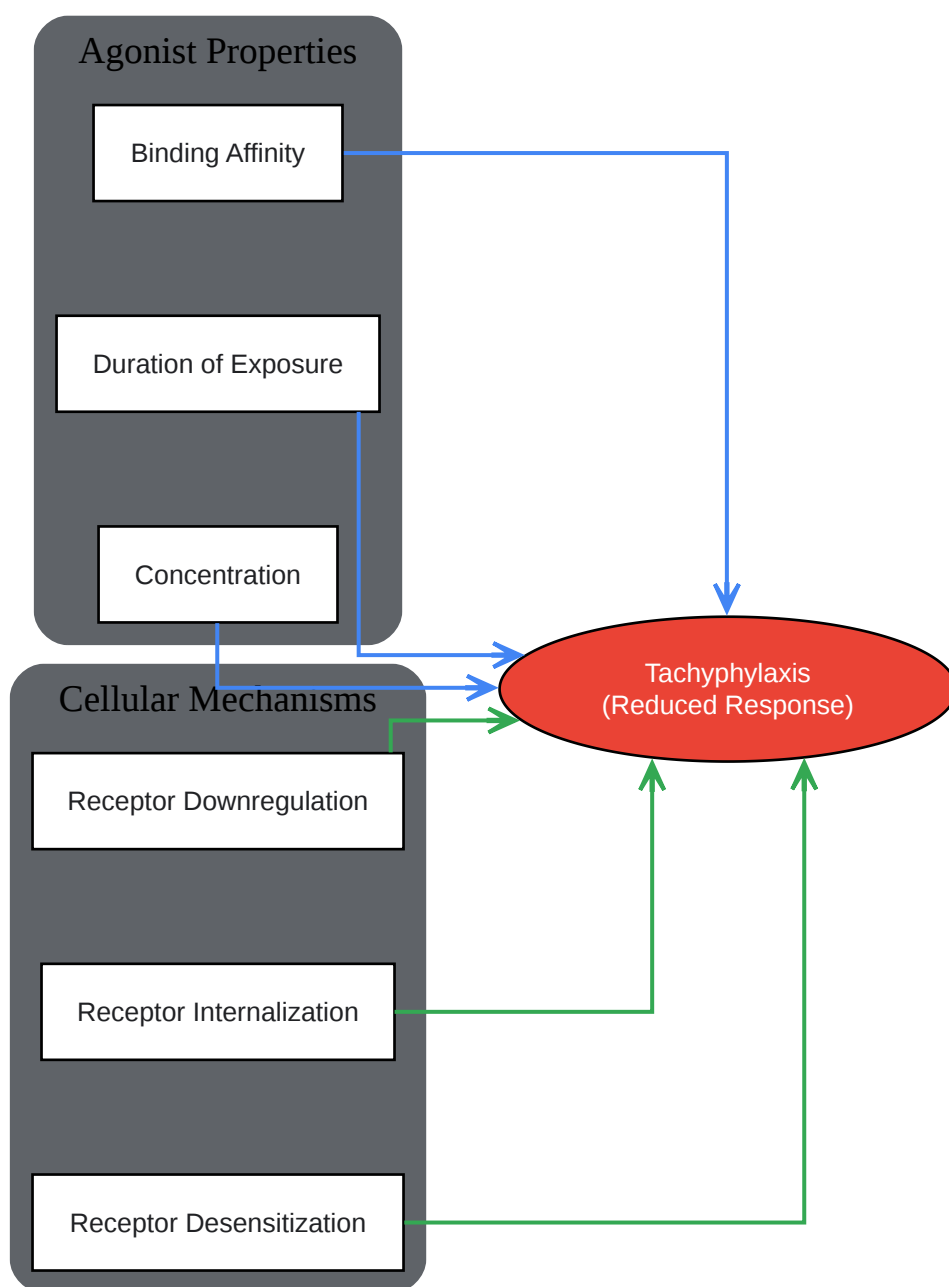 Agonist Properties
Binding Affinity
Duration of Exposure
Concentration
Tachyphylaxis
(Reduced Response)
Cellular Mechanisms
Receptor Downregulation
Receptor Internalization
Receptor Desensitization